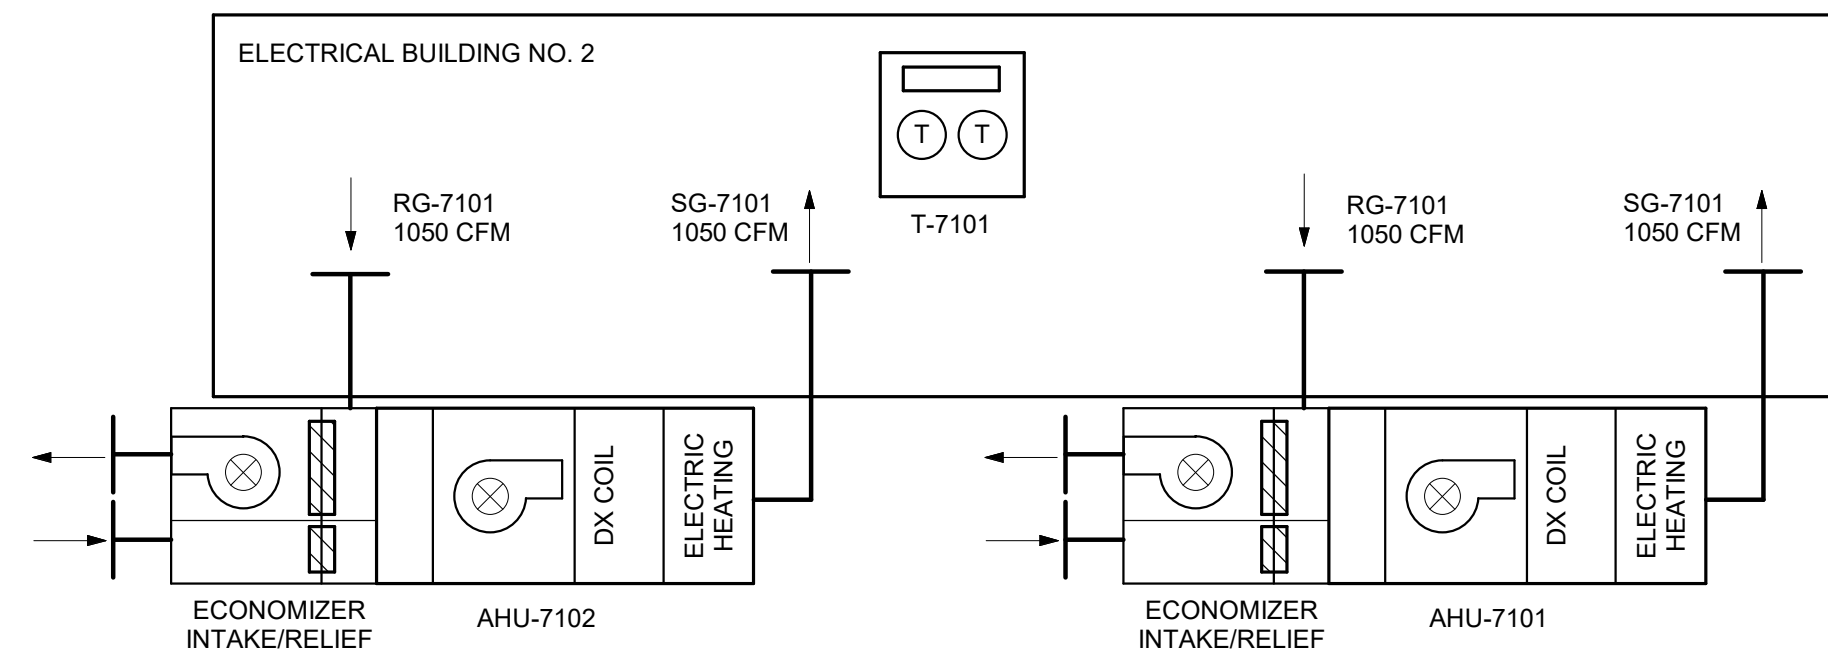 ELECTRICAL BUILDING NO. 2
T T
T-7101
RG-7101
1050 CFM
SG-7101
1050 CFM
RG-7101
1050 CFM
SG-7101
1050 CFM
DX COIL
ELECTRIC
HEATING
DX COIL
ELECTRIC
HEATING
ECONOMIZER
INTAKE/RELIEF
AHU-7102
ECONOMIZER
INTAKE/RELIEF
AHU-7101